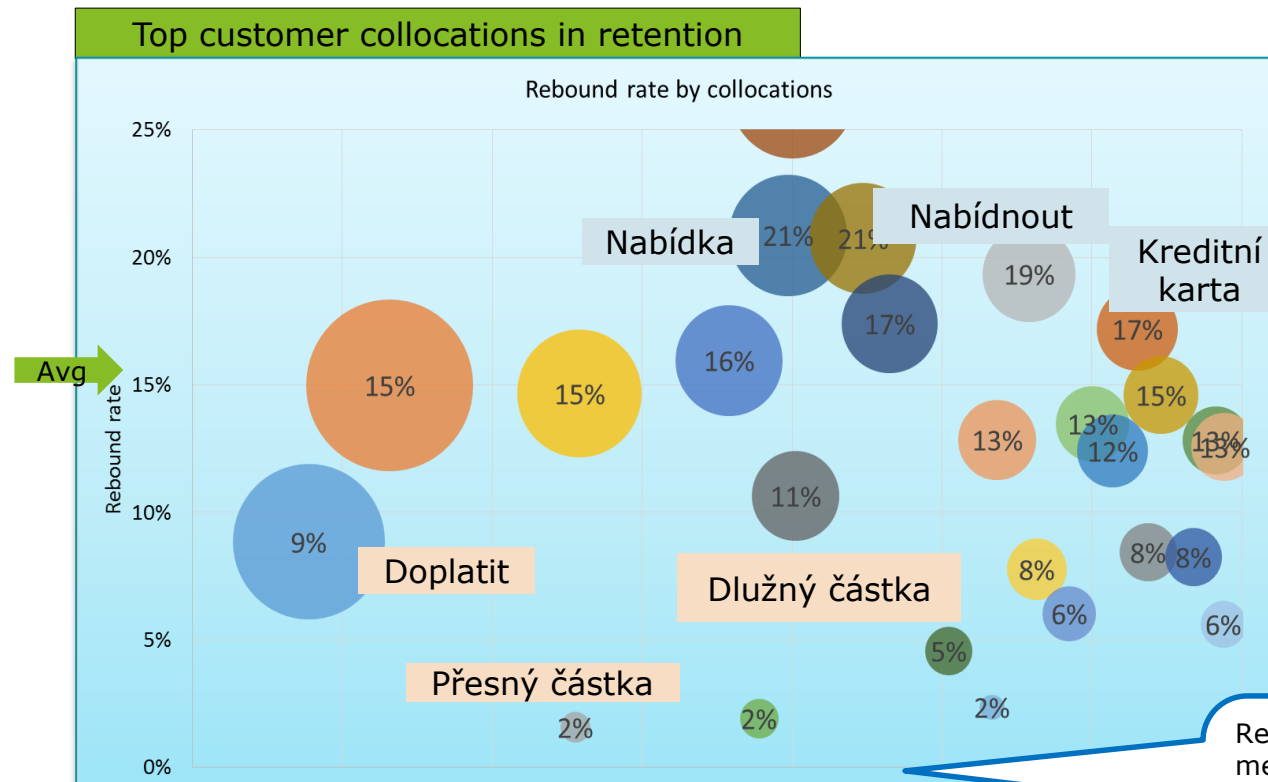 Top customer collocations in retention
Rebound rate by collocations
25%
20%
15%
10%
5%
0%
Rebound rate
Avg
Nabídka
21%
21%
Nabídnout
19%
Kreditní
karta
17%
17%
16%
15%
15%
15%
13%
13%
12%
13%
13%
11%
9%
Doplatit
Dlužný částka
8%
8%
8%
6%
6%
5%
Přesný částka
2%
2%
2%